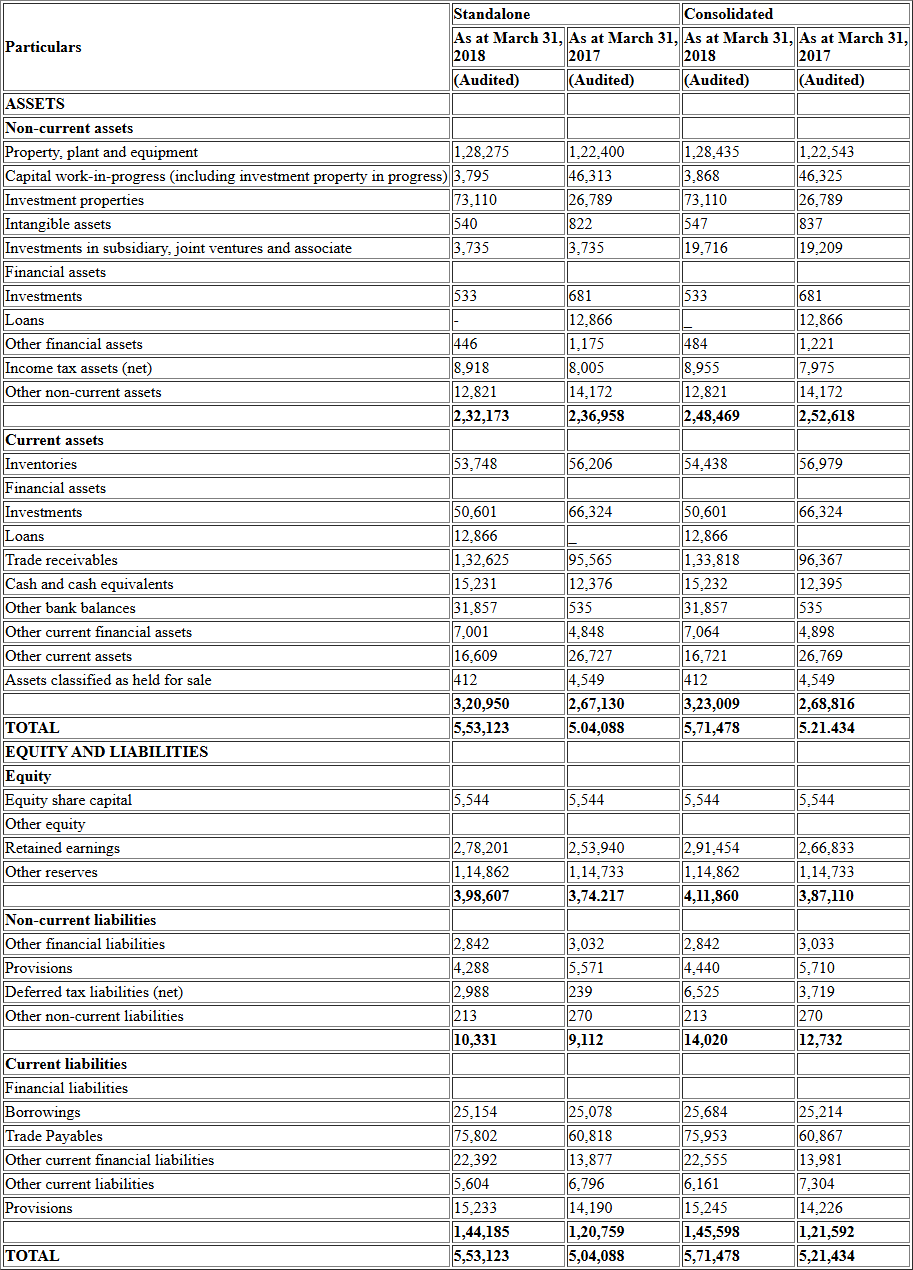 Particulars Standalone Consolidated
As at March 31, 2018 As at March 31, 2017 As at March 31, 2018 As at March 31, 2017
(Audited) (Audited) (Audited) (Audited)
ASSETS
Non-current assets
Property, plant and equipment 1,28,275 1,22,400 1,28,435 1,22,543
Capital work-in-progress (including investment property in progress) 3,795 46,313 3,868 46,325
Investment properties 73,110 26,789 73,110 26,789
Intangible assets 540 822 547 837
Investments in subsidiary, joint ventures and associate 3,735 3,735 19,716 19,209
Financial assets
Investments 533 681 533 681
Loans - 12,866 _ 12,866
Other financial assets 446 1,175 484 1,221
Income tax assets (net) 8,918 8,005 8,955 7,975
Other non-current assets 12,821 14,172 12,821 14,172
2,32,173 2,36,958 2,48,469 2,52,618
Current assets
Inventories 53,748 56,206 54,438 56,979
Financial assets
Investments 50,601 66,324 50,601 66,324
Loans 12,866 _ 12,866
Trade receivables 1,32,625 95,565 1,33,818 96,367
Cash and cash equivalents 15,231 12,376 15,232 12,395
Other bank balances 31,857 535 31,857 535
Other current financial assets 7,001 4,848 7,064 4,898
Other current assets 16,609 26,727 16,721 26,769
Assets classified as held for sale 412 4,549 412 4,549
3,20,950 2,67,130 3,23,009 2,68,816
TOTAL 5,53,123 5.04,088 5,71,478 5.21.434
EQUITY AND LIABILITIES
Equity
Equity share capital 5,544 5,544 5,544 5,544
Other equity
Retained earnings 2,78,201 2,53,940 2,91,454 2,66,833
Other reserves 1,14,862 1,14,733 1,14,862 1,14,733
3,98,607 3,74.217 4,11,860 3,87,110
Non-current liabilities
Other financial liabilities 2,842 3,032 2,842 3,033
Provisions 4,288 5,571 4,440 5,710
Deferred tax liabilities (net) 2,988 239 6,525 3,719
Other non-current liabilities 213 270 213 270
10,331 9,112 14,020 12,732
Current liabilities
Financial liabilities
Borrowings 25,154 25,078 25,684 25,214
Trade Payables 75,802 60,818 75,953 60,867
Other current financial liabilities 22,392 13,877 22,555 13,981
Other current liabilities 5,604 6,796 6,161 7,304
Provisions 15,233 14,190 15,245 14,226
1,44,185 1,20,759 1,45,598 1,21,592
TOTAL 5,53,123 5,04,088 5,71,478 5,21,434